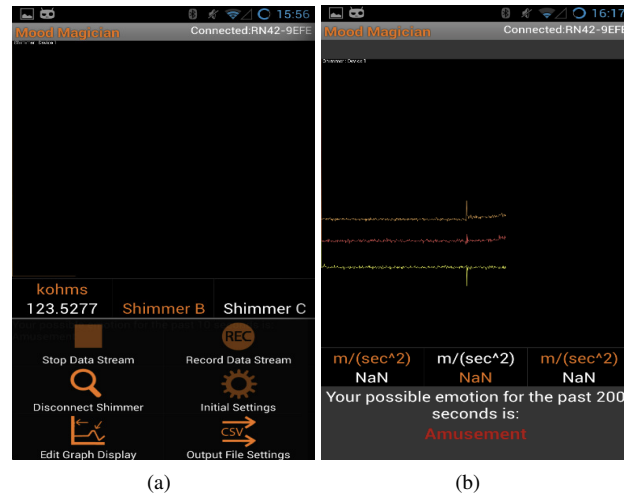 15:56
Mood Magician
Connected:RN42-9EFE
kohms
123.5277
Shimmer B
Shimmer C
REC
Stop Data Stream
Record Data Stream
Disconnect Shimmer
Initial Settings
CSV
Edit Graph Display
Output File Settings
(a)
16:17
Mood Magician
Connected:RN42-9EFE
Shimmer : Device 1
m/(sec^2)
m/(sec^2)
m/(sec^2)
NaN
NaN
NaN
Your possible emotion for the past 200
seconds is:
Amusement
(b)